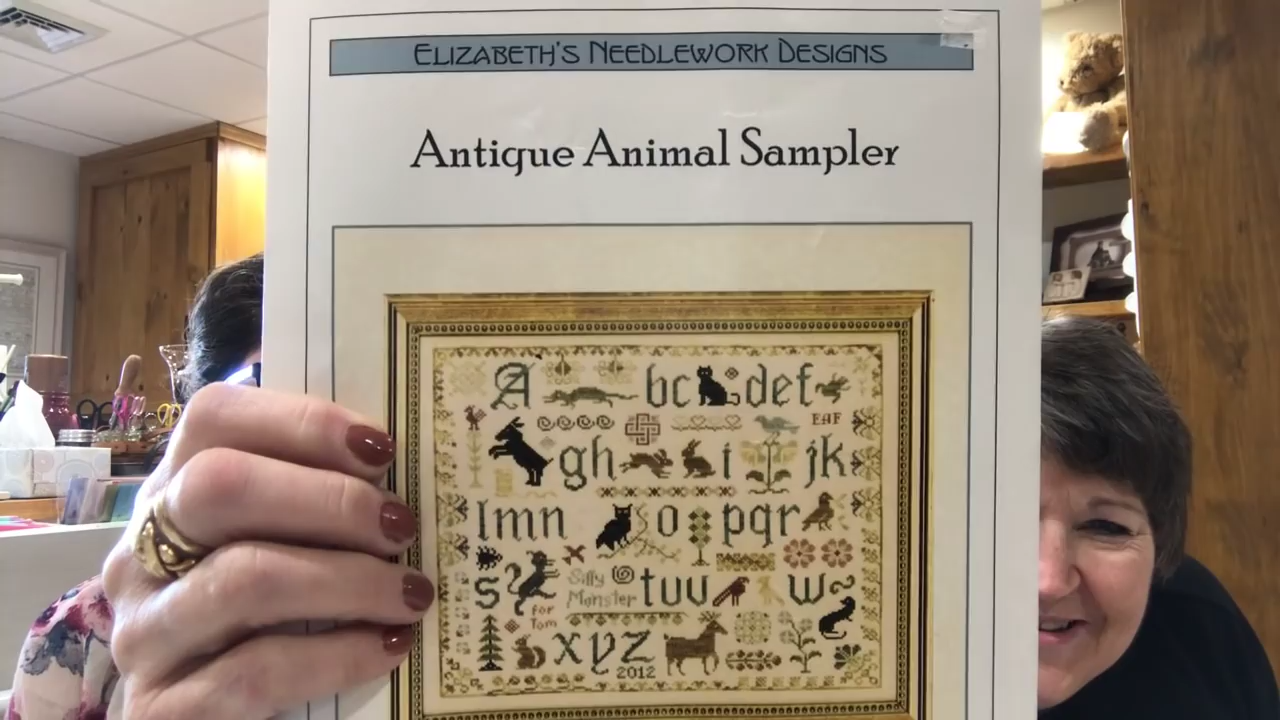 ELIZABETH'S NEEDLEWORK DESIGNS
Antique Animal Sampler
A bc def
EAF
gh i jk
lmn o pqr
s Silly Monster tuv w
for Tom
xyz
2012